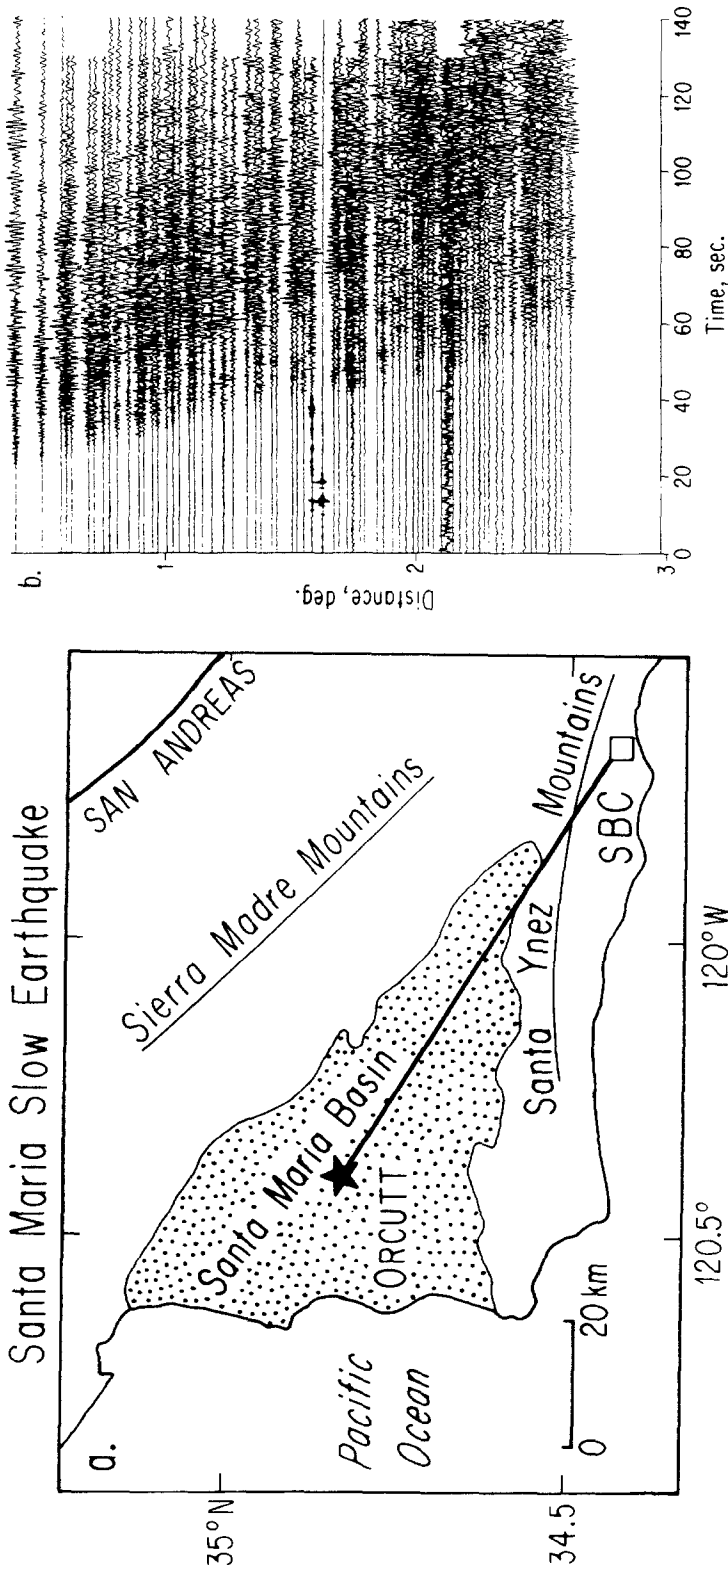 Santa Maria Slow Earthquake
a.
35°N
34.5
120.5°
120°W
SAN ANDREAS
Sierra Madre Mountains
Santa Maria Basin
ORCUTT
Pacific
Ocean
0 20 km
Santa Ynez Mountains
SBC
b.
Distance, deg.
1
2
3
0 20 40 60 80 100 120 140
Time, sec.